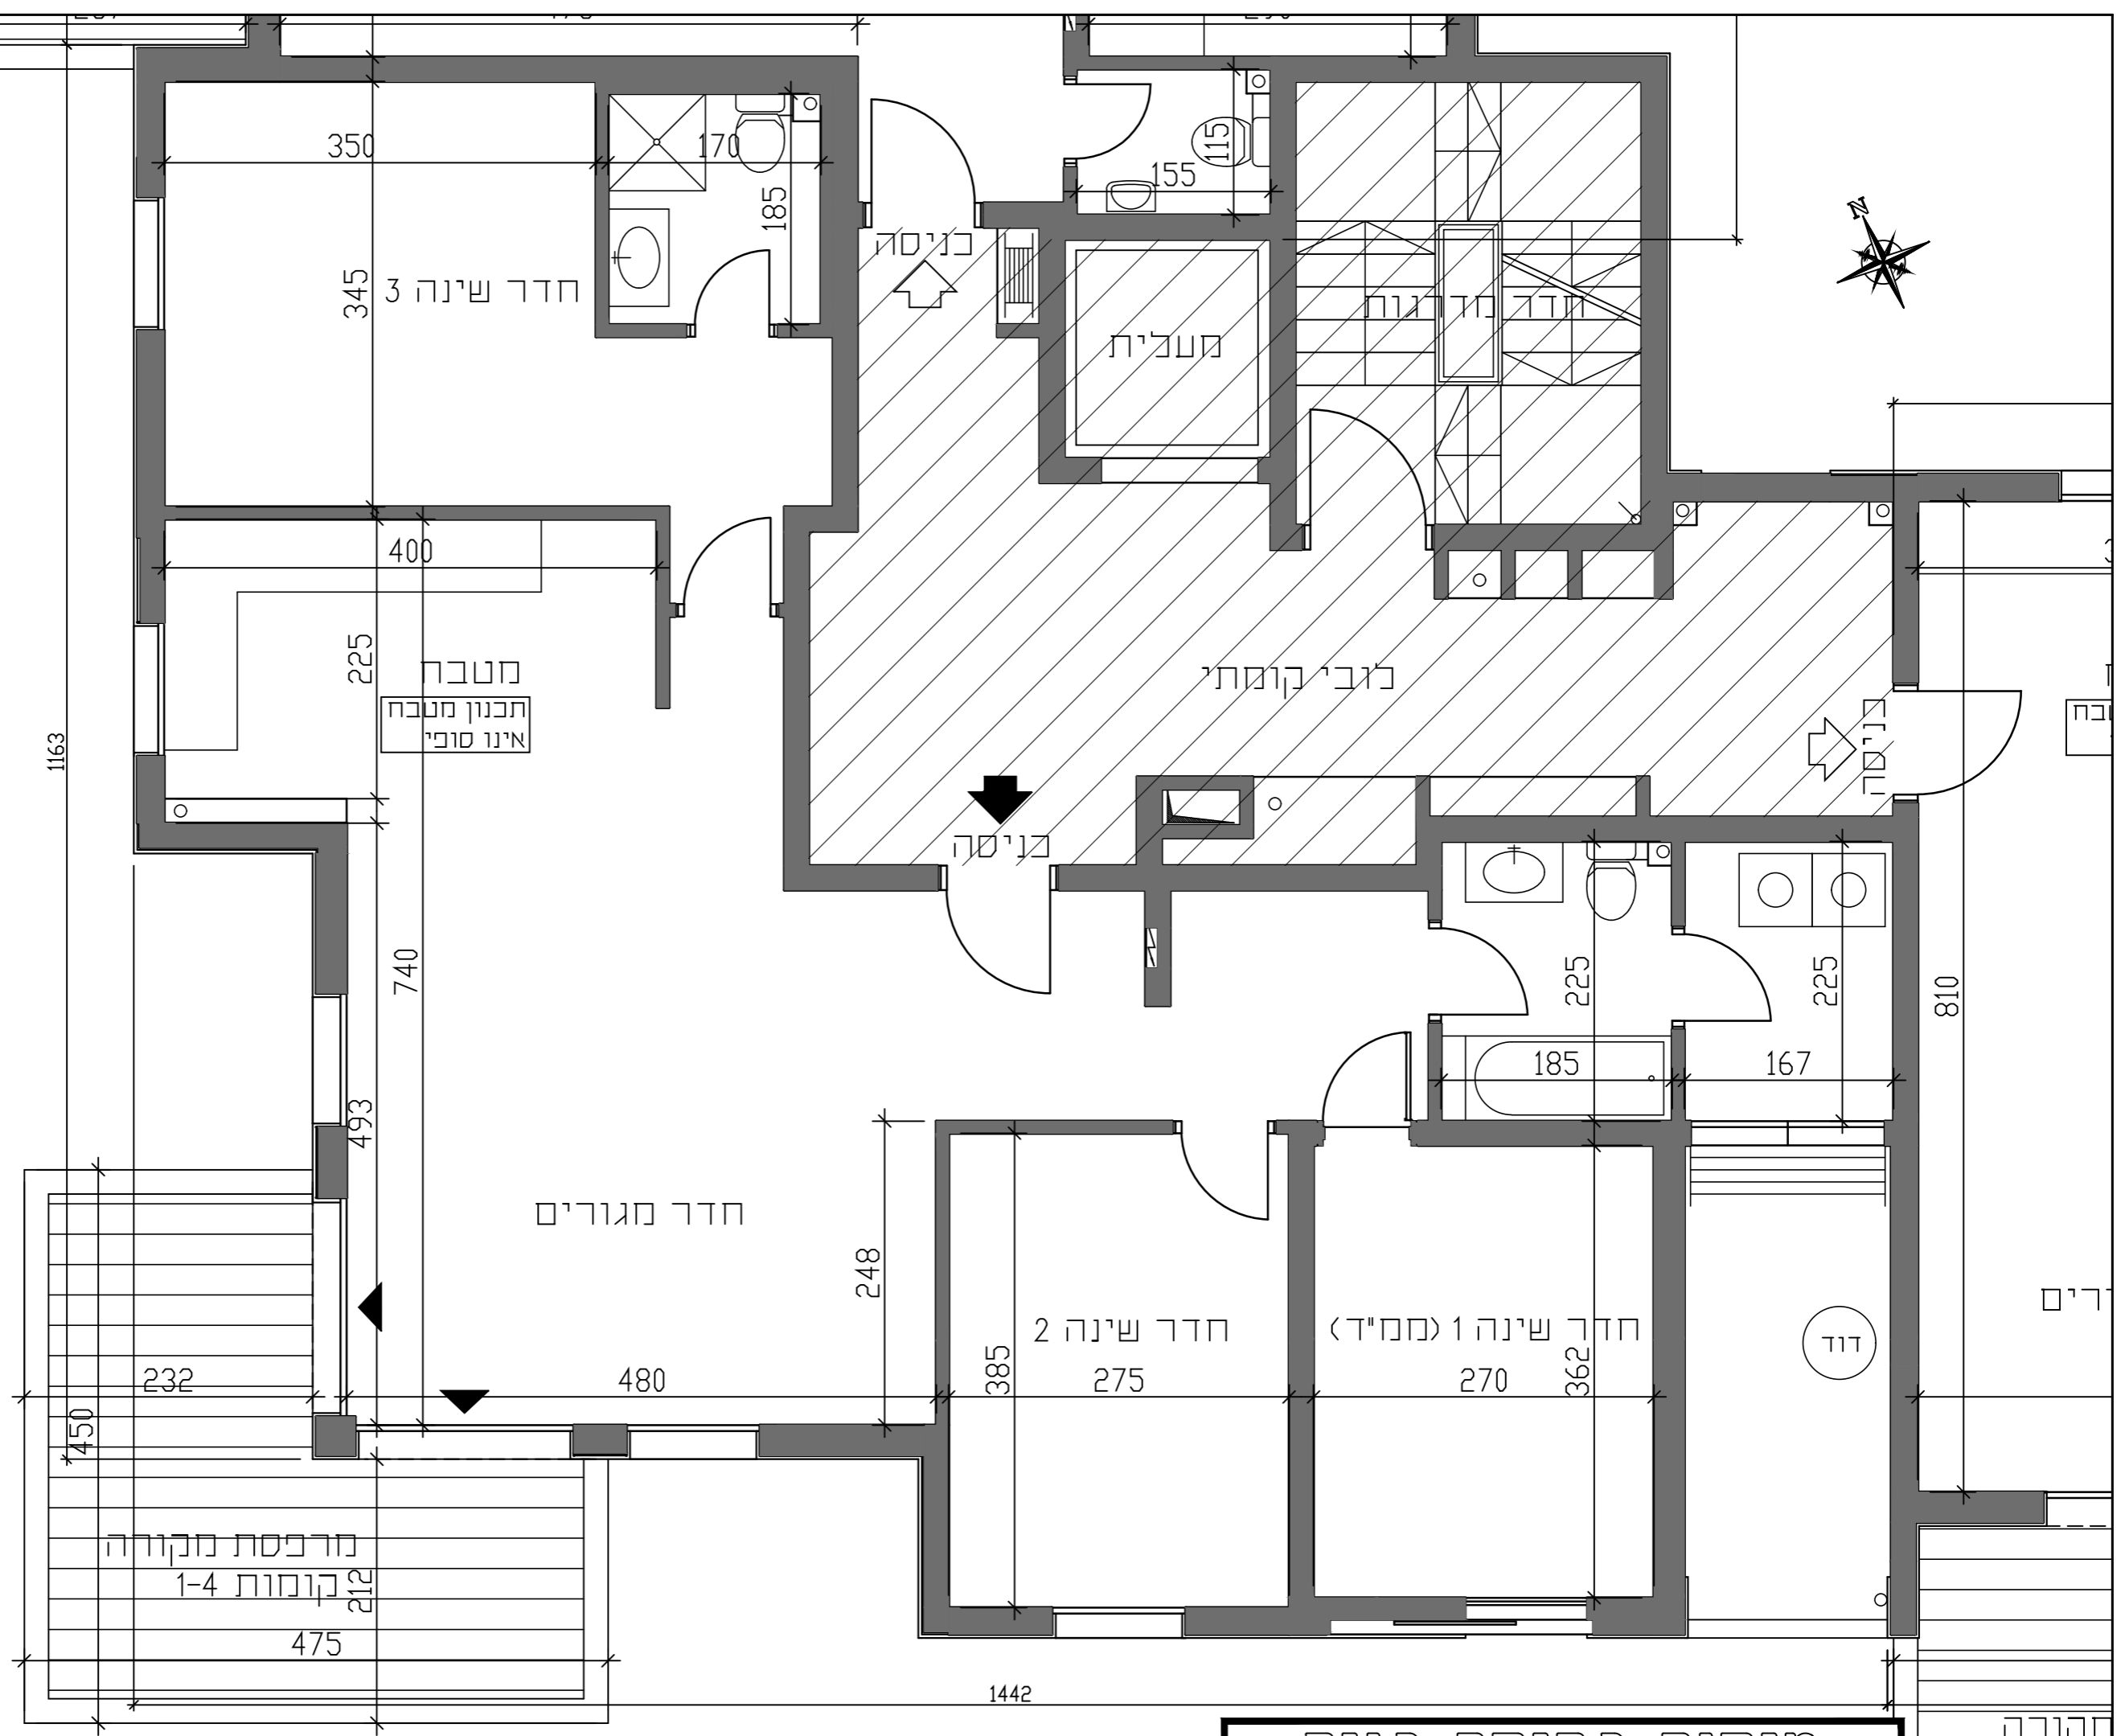 350
170
185
115
155
N
345
חדר שינה 3
כניסה
מעלית
חדר מדרגות
400
225
מטבח
תכנון מטבח
אינו סופי
לובי קומתי
כניסה
1163
כניסה
740
225
225
810
185
167
493
חדר מגורים
248
חדר שינה 2
חדר שינה 1 (ממ"ד)
דוד
385
362
232
480
275
270
450
מרפסת מקורה
קומות 1-4
212
475
1442